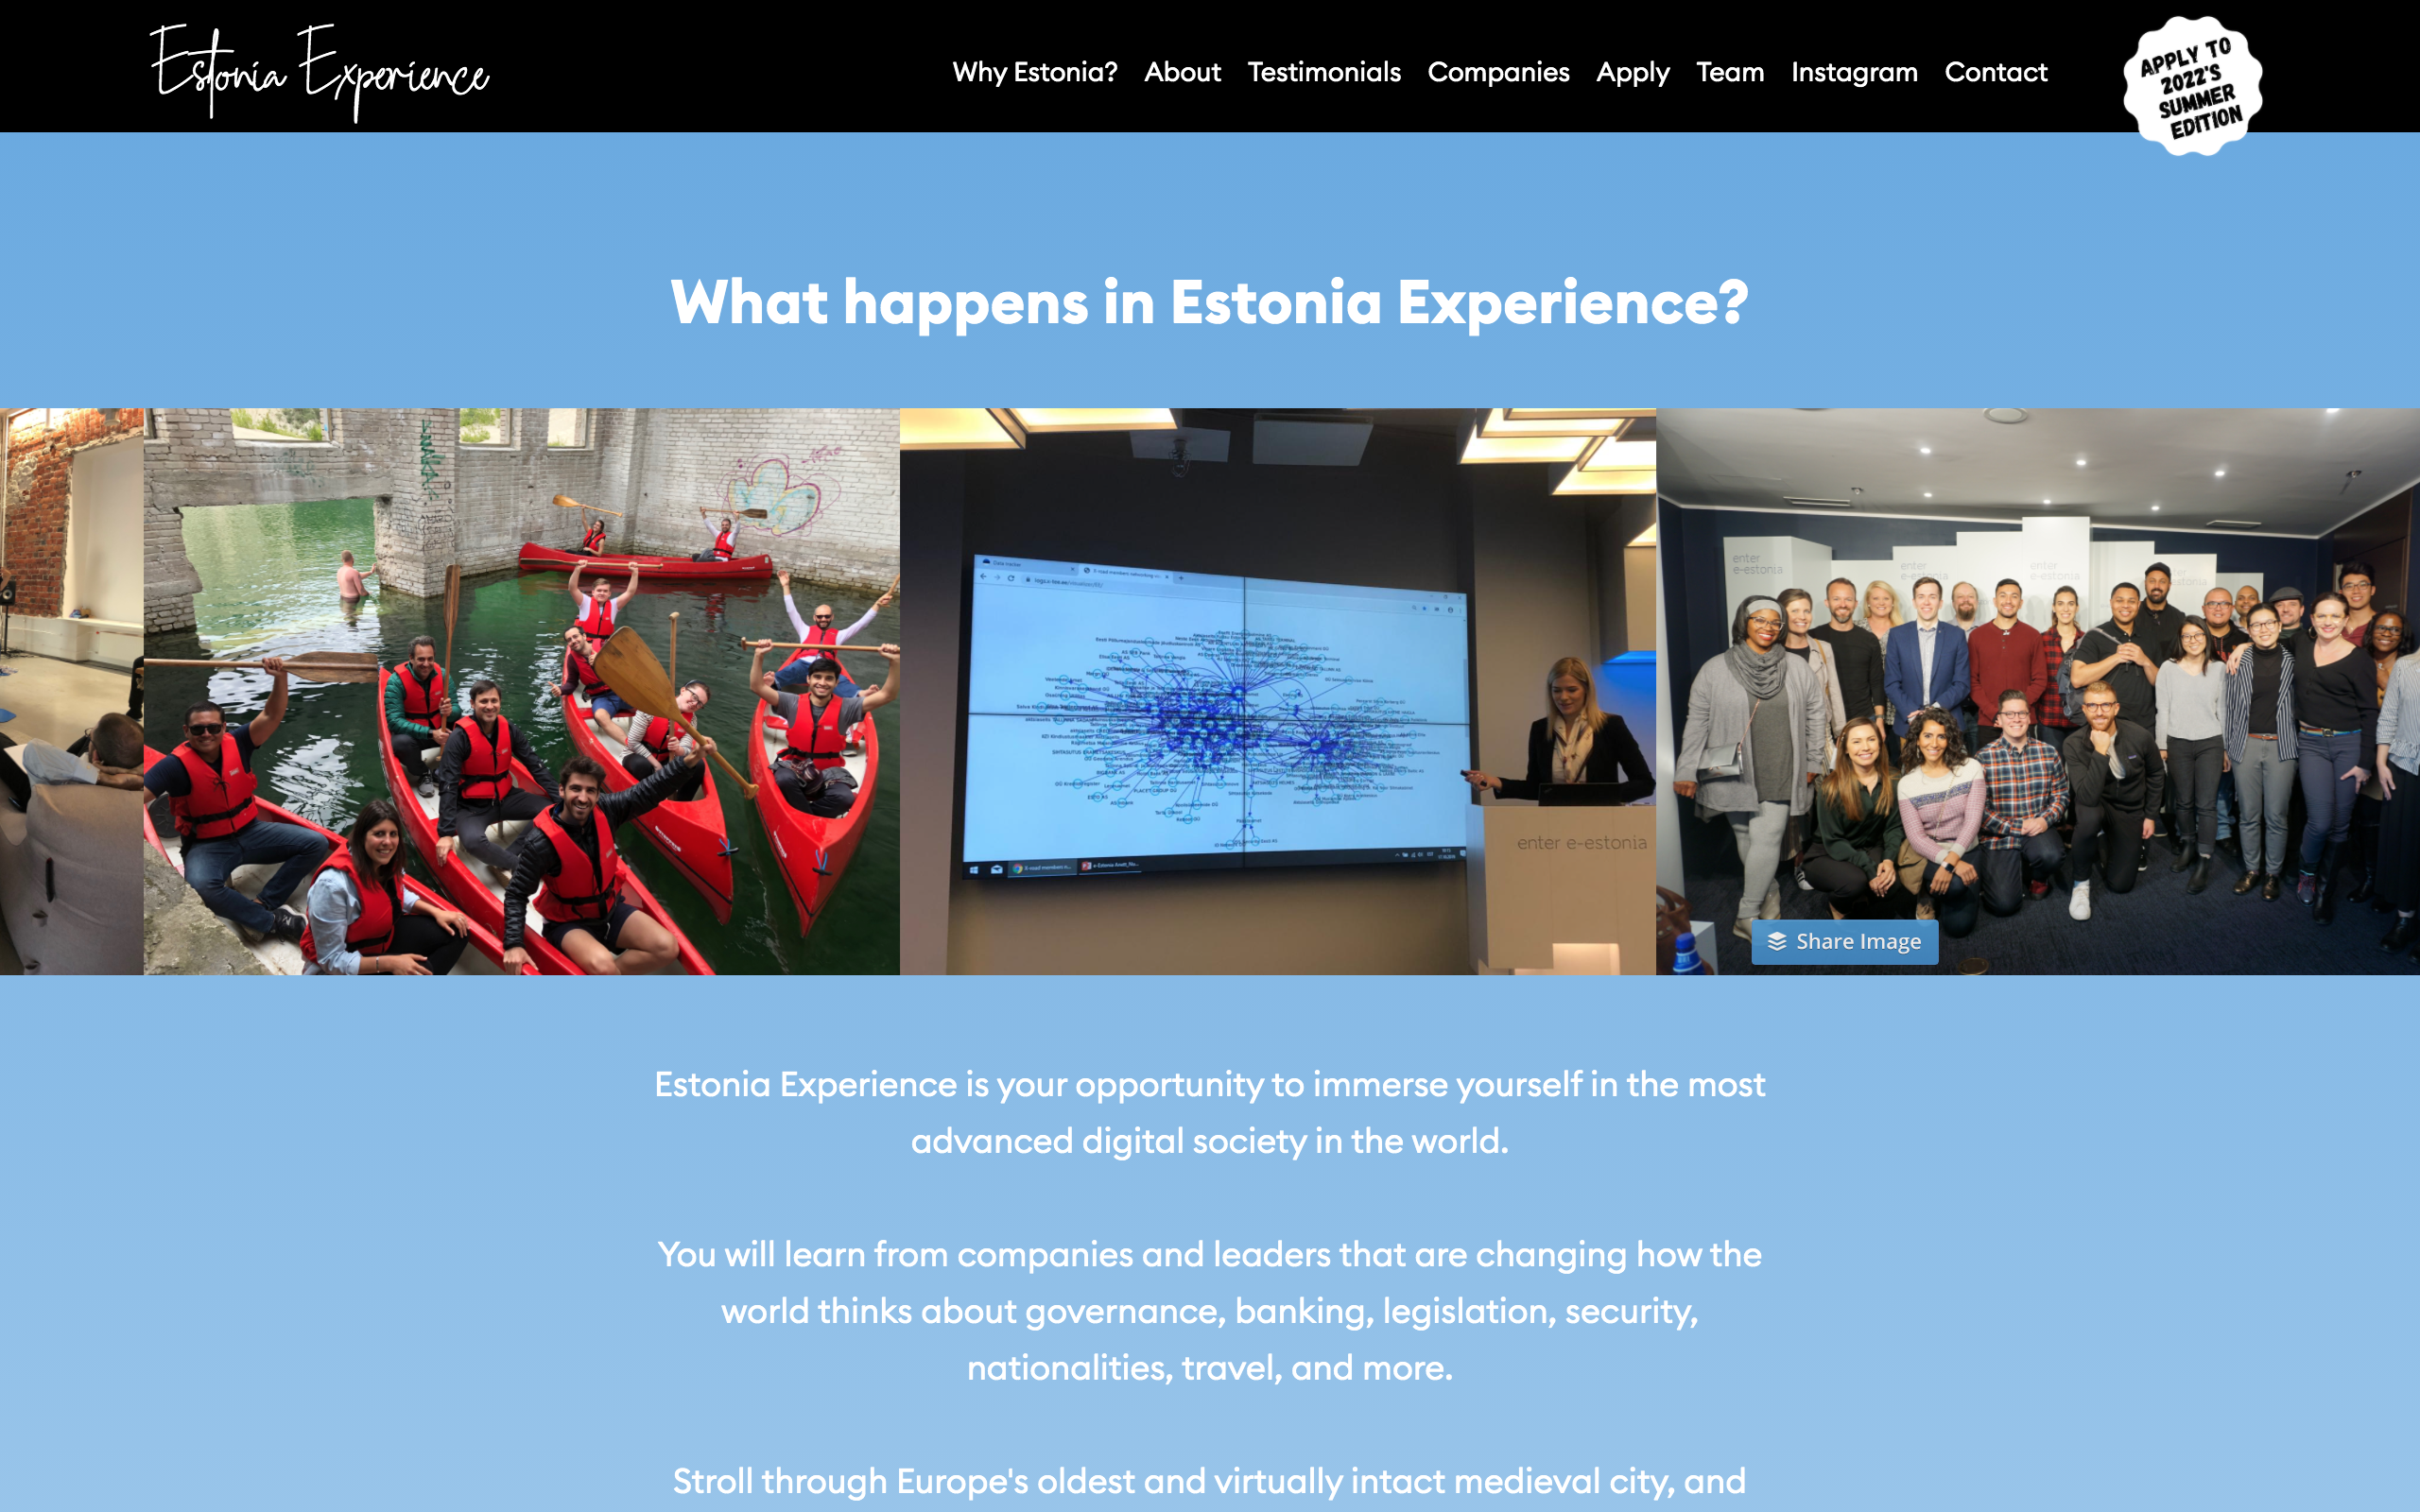 Estonia Experience
Why Estonia? About Testimonials Companies Apply Team Instagram Contact
APPLY TO
2022'S
SUMMER
EDITION
What happens in Estonia Experience?
enter e-estonia
enter
e-estonia
enter
e-estonia
enter
e-estonia
Share Image
Estonia Experience is your opportunity to immerse yourself in the most
advanced digital society in the world.
You will learn from companies and leaders that are changing how the
world thinks about governance, banking, legislation, security,
nationalities, travel, and more.
Stroll through Europe's oldest and virtually intact medieval city, and